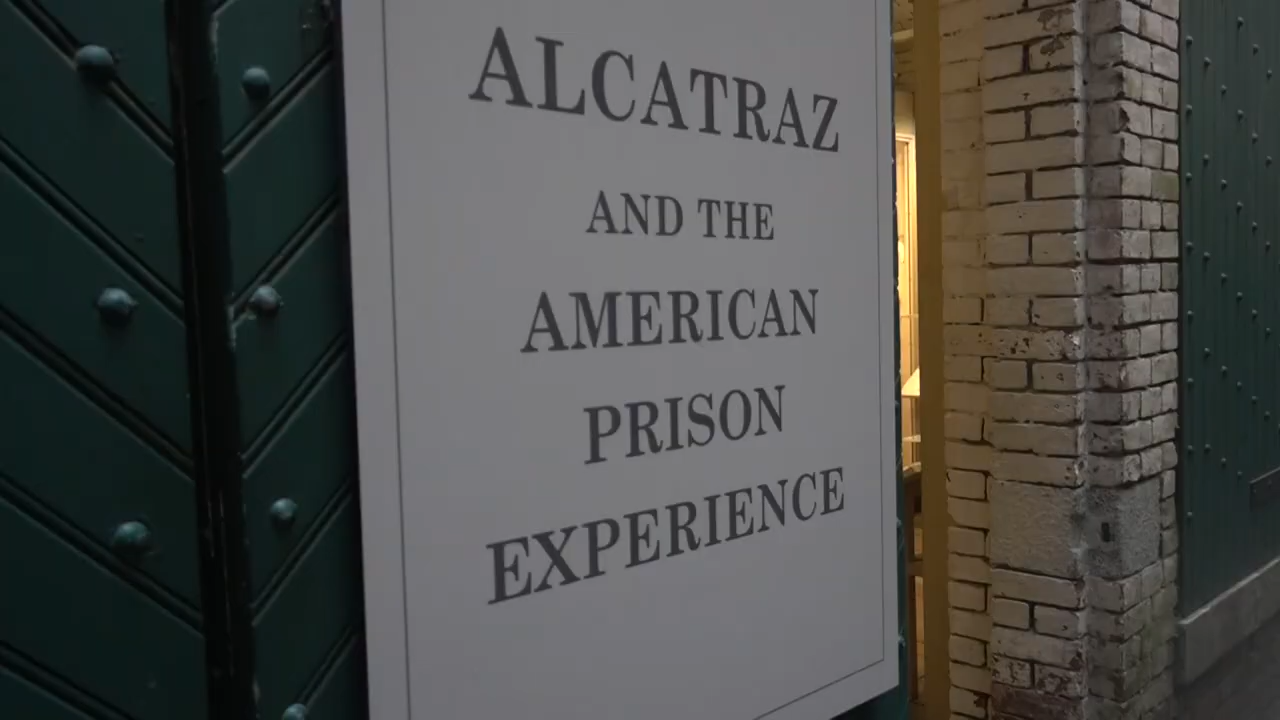 ALCATRAZ
AND THE
AMERICAN
PRISON
EXPERIENCE